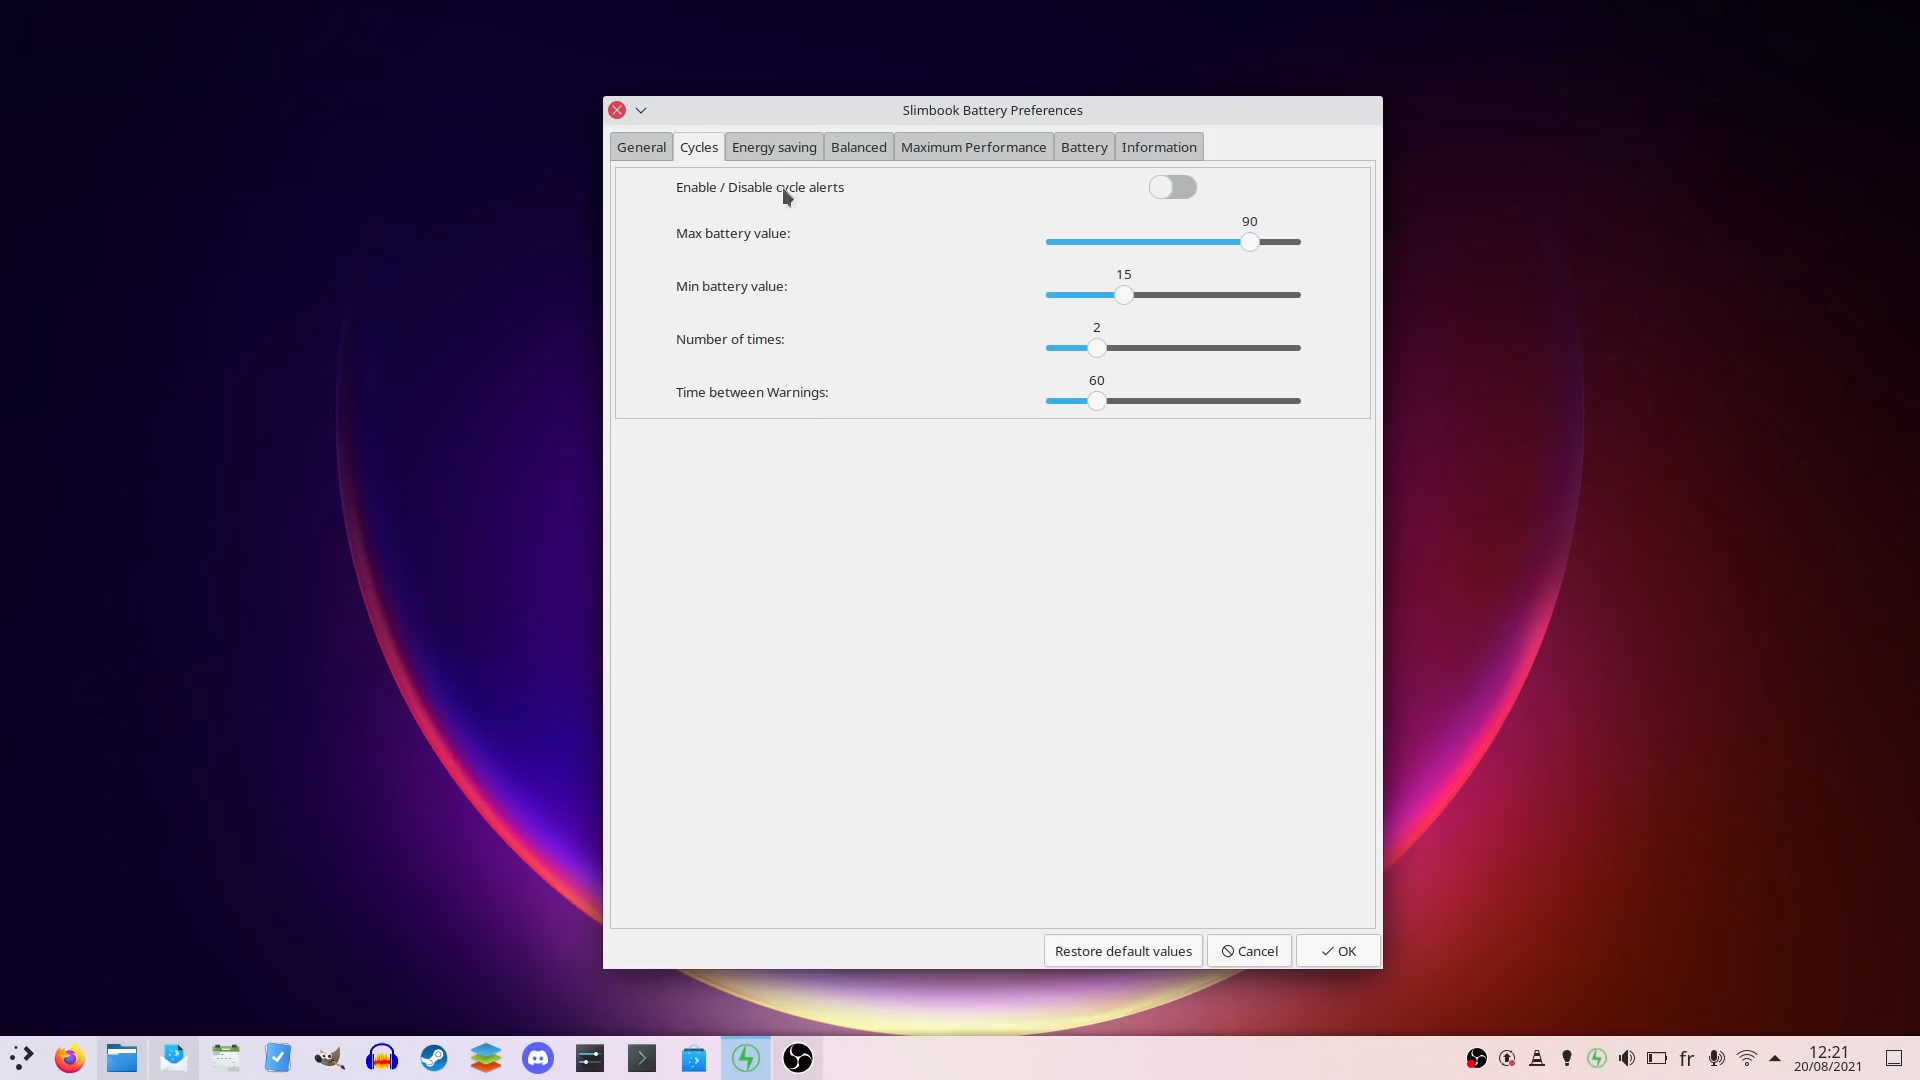 Slimbook Battery Preferences
General Cycles Energy saving Balanced Maximum Performance Battery Information
Enable / Disable cycle alerts
90
Max battery value:
15
Min battery value:
2
Number of times:
60
Time between Warnings:
Restore default values Cancel OK
fr 12:21
20/08/2021